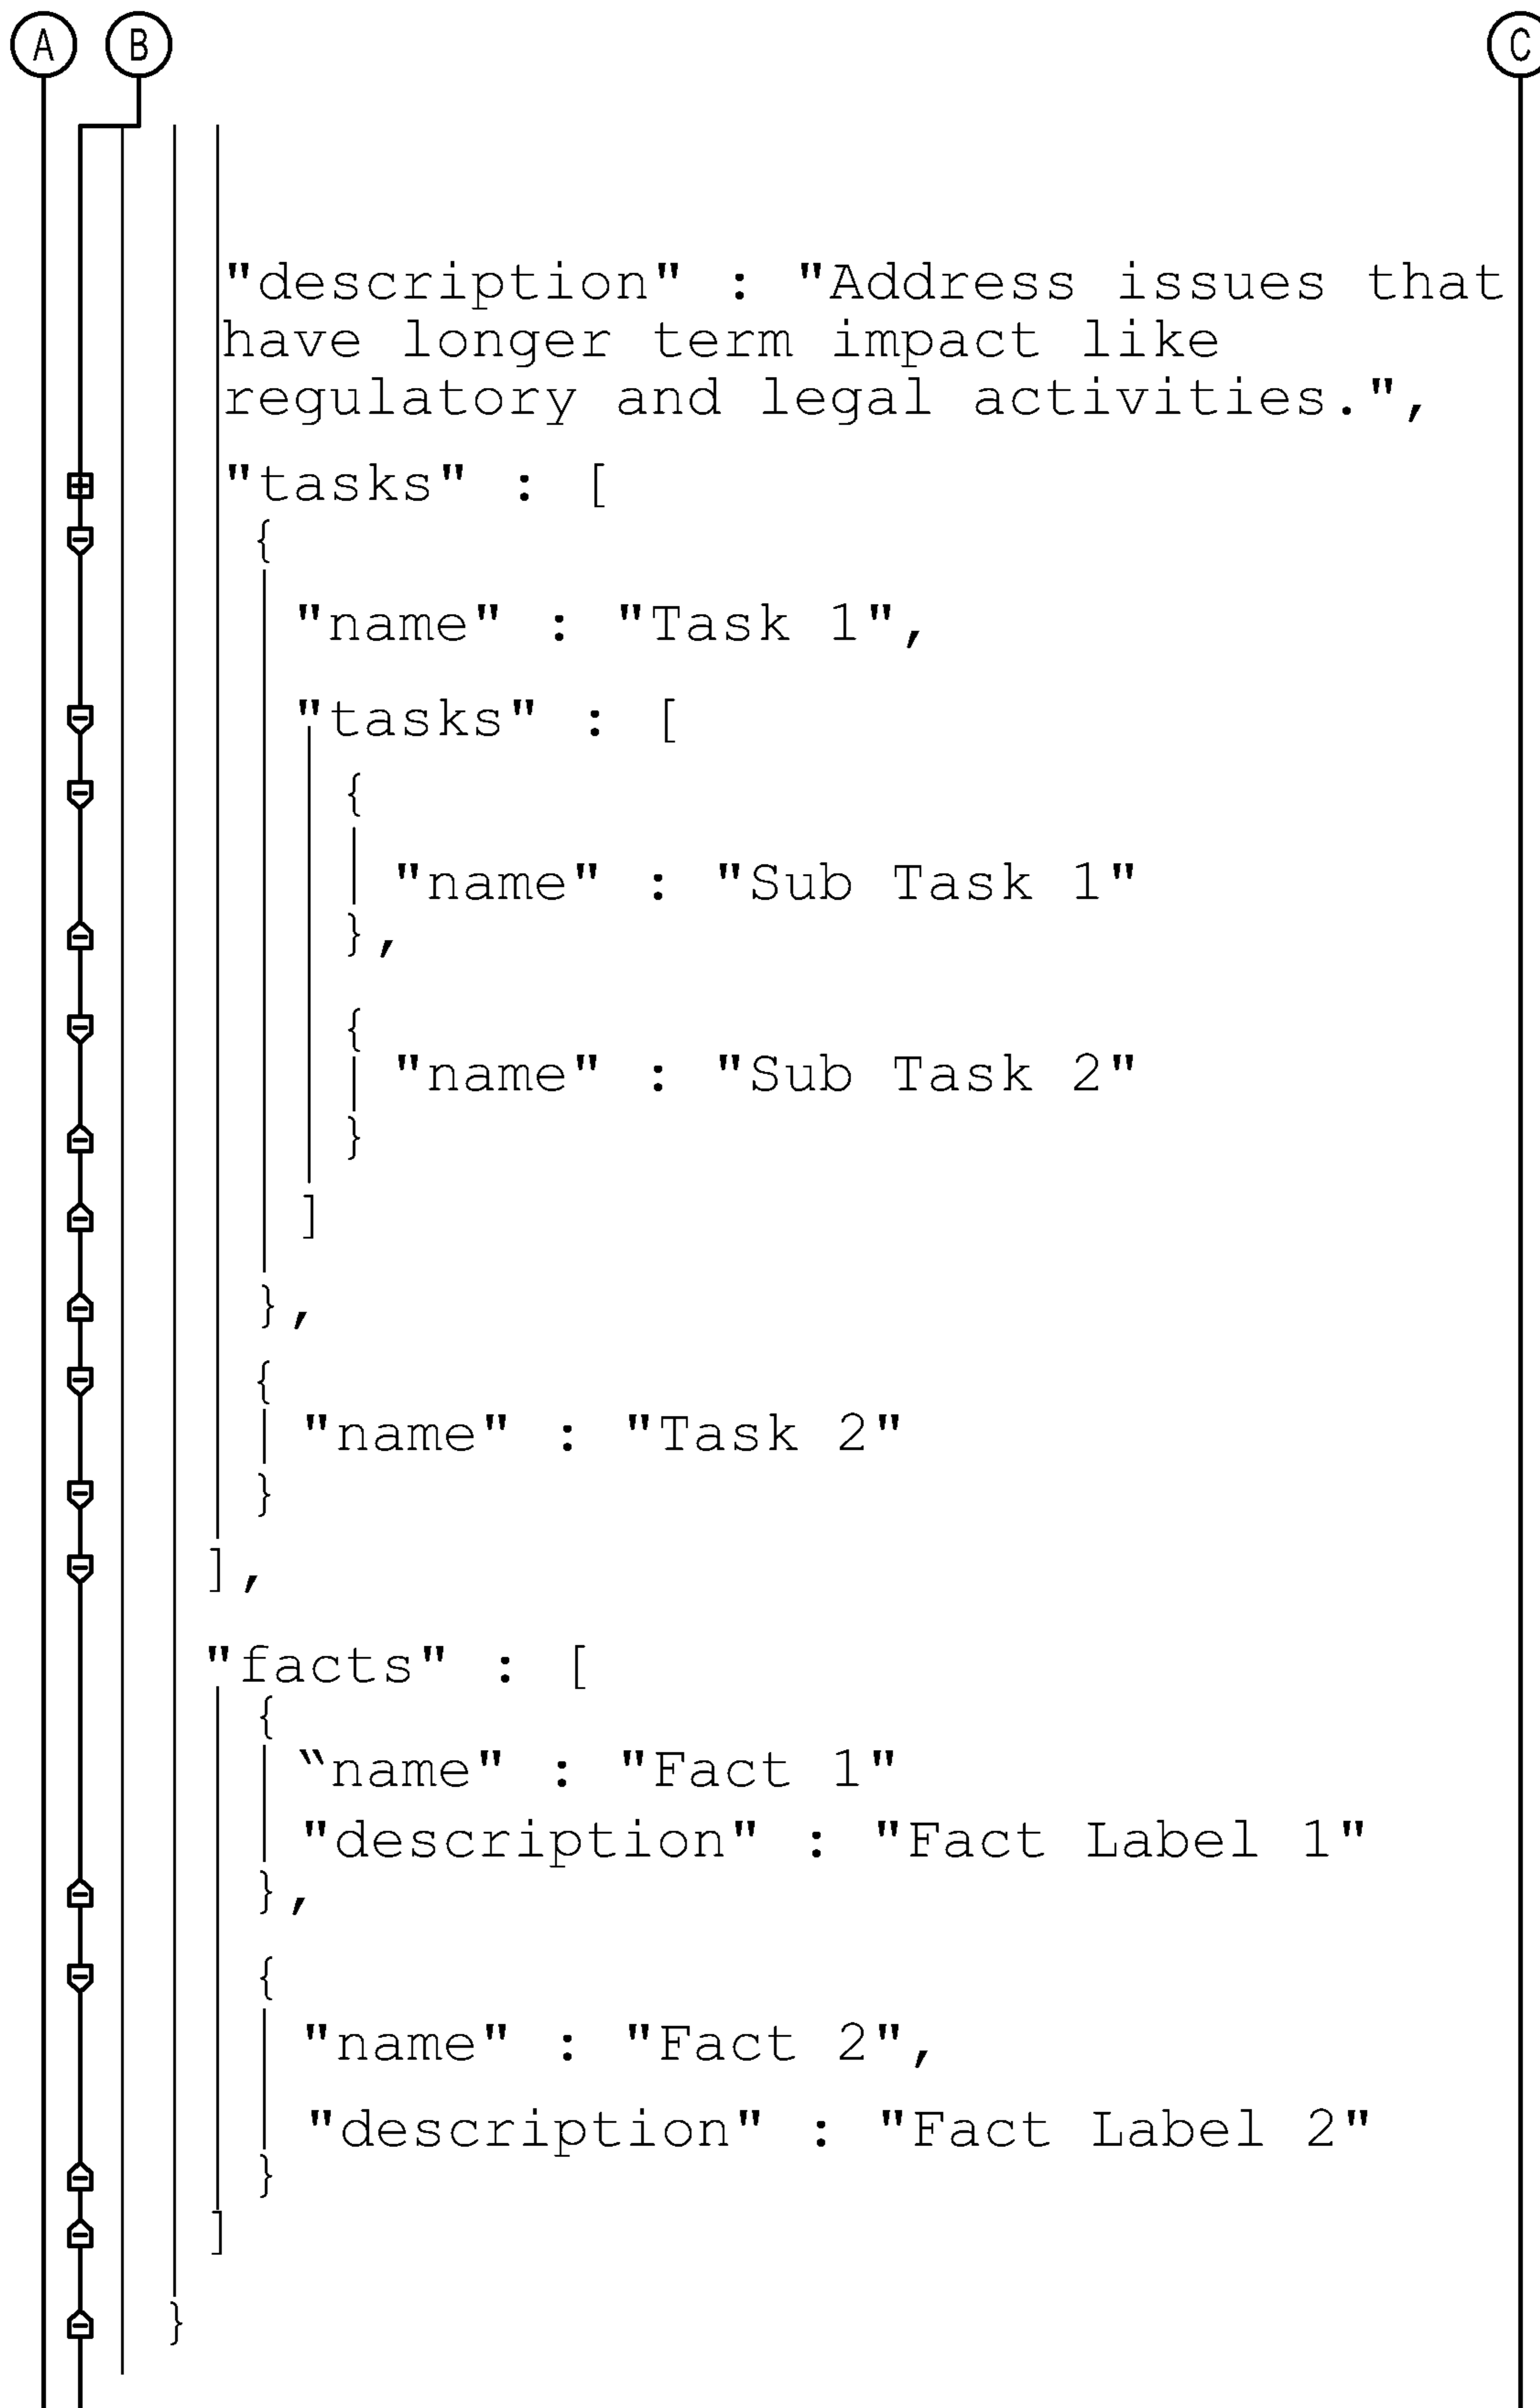 A B C
"description" : "Address issues that
have longer term impact like
regulatory and legal activities.",
"tasks" : [
{
"name" : "Task 1",
"tasks" : [
{
"name" : "Sub Task 1"
},
{
"name" : "Sub Task 2"
}
]
},
{
"name" : "Task 2"
}
],
"facts" : [
{
“name" : "Fact 1"
"description" : "Fact Label 1"
},
{
"name" : "Fact 2",
"description" : "Fact Label 2"
}
]
}